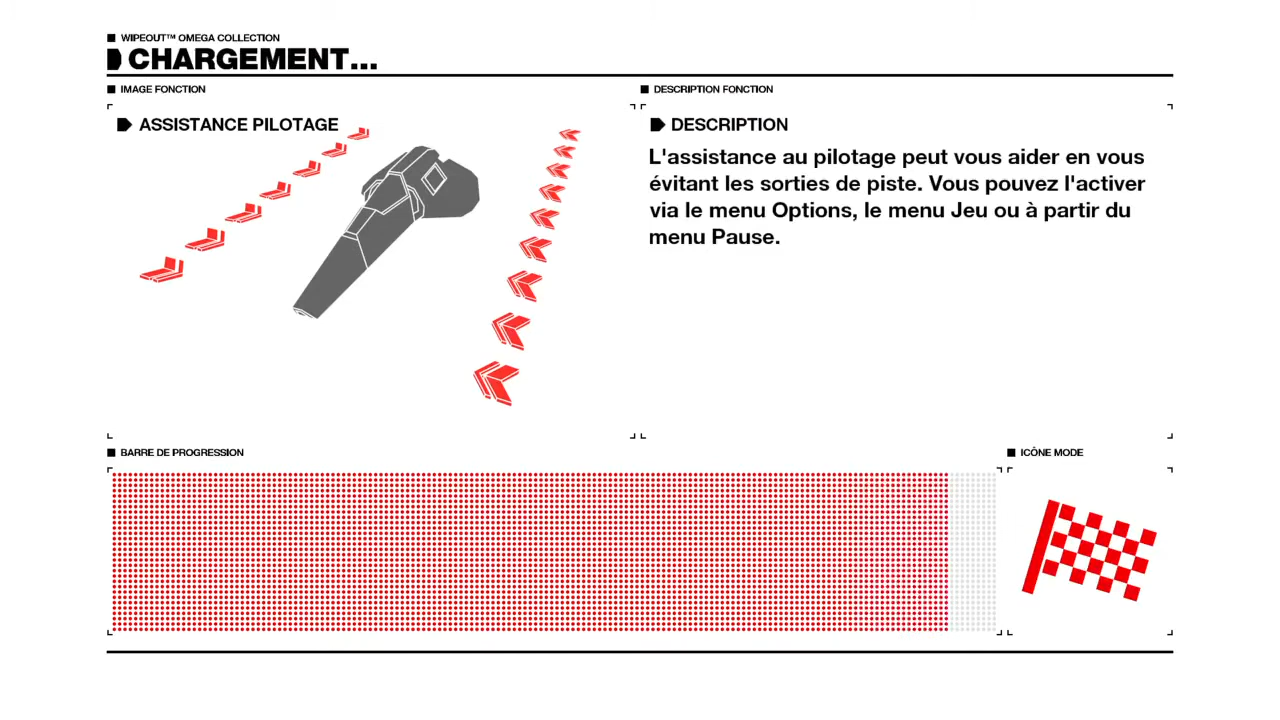 WIPEOUT™ OMEGA COLLECTION
CHARGEMENT...
IMAGE FONCTION
ASSISTANCE PILOTAGE
DESCRIPTION FONCTION
DESCRIPTION
L'assistance au pilotage peut vous aider en vous
évitant les sorties de piste. Vous pouvez l'activer
via le menu Options, le menu Jeu ou à partir du
menu Pause.
BARRE DE PROGRESSION
ICÔNE MODE